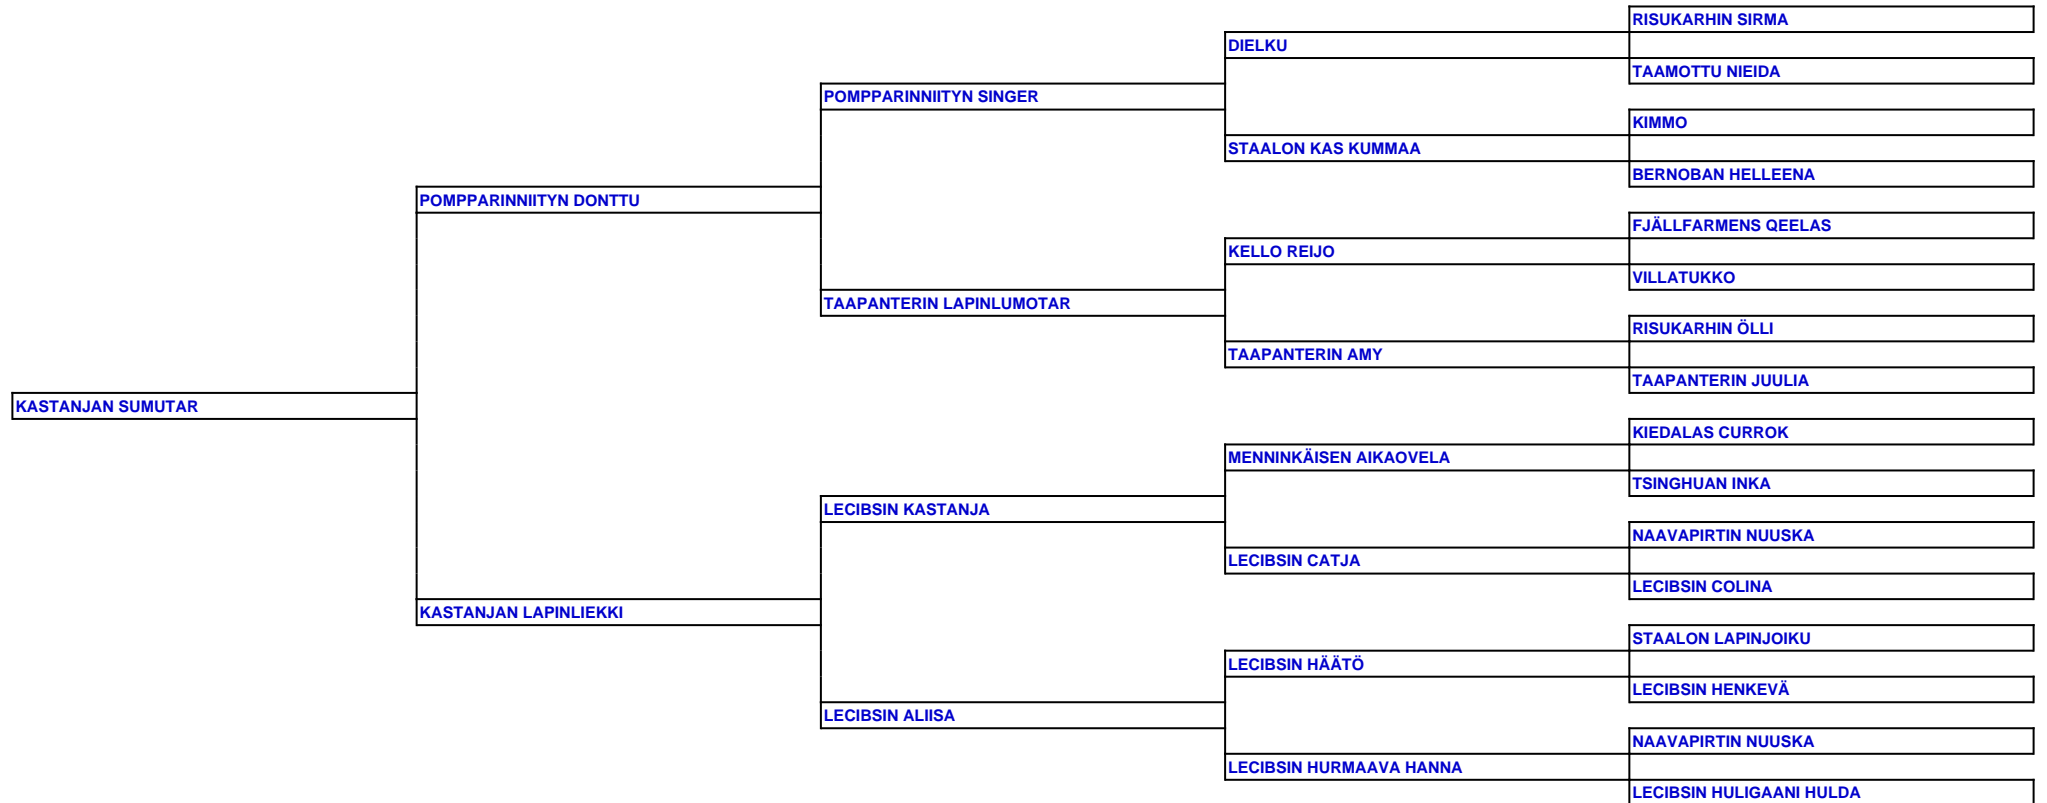 RISUKARHIN SIRMA
DIELKU
TAAMOTTU NIEIDA
POMPPARINNIITYN SINGER
KIMMO
STAALON KAS KUMMAA
BERNOBAN HELLEENA
POMPPARINNIITYN DONTTU
FJÄLLFARMENS QEELAS
KELLO REIJO
VILLATUKKO
TAAPANTERIN LAPINLUMOTAR
RISUKARHIN ÖLLI
TAAPANTERIN AMY
TAAPANTERIN JUULIA
KASTANJAN SUMUTAR
KIEDALAS CURROK
MENNINKÄISEN AIKAOVELA
TSINGHUAN INKA
LECIBSIN KASTANJA
NAAVAPIRTIN NUUSKA
LECIBSIN CATJA
LECIBSIN COLINA
KASTANJAN LAPINLIEKKI
STAALON LAPINJOIKU
LECIBSIN HÄÄTÖ
LECIBSIN HENKEVÄ
LECIBSIN ALIISA
NAAVAPIRTIN NUUSKA
LECIBSIN HURMAAVA HANNA
LECIBSIN HULIGAANI HULDA